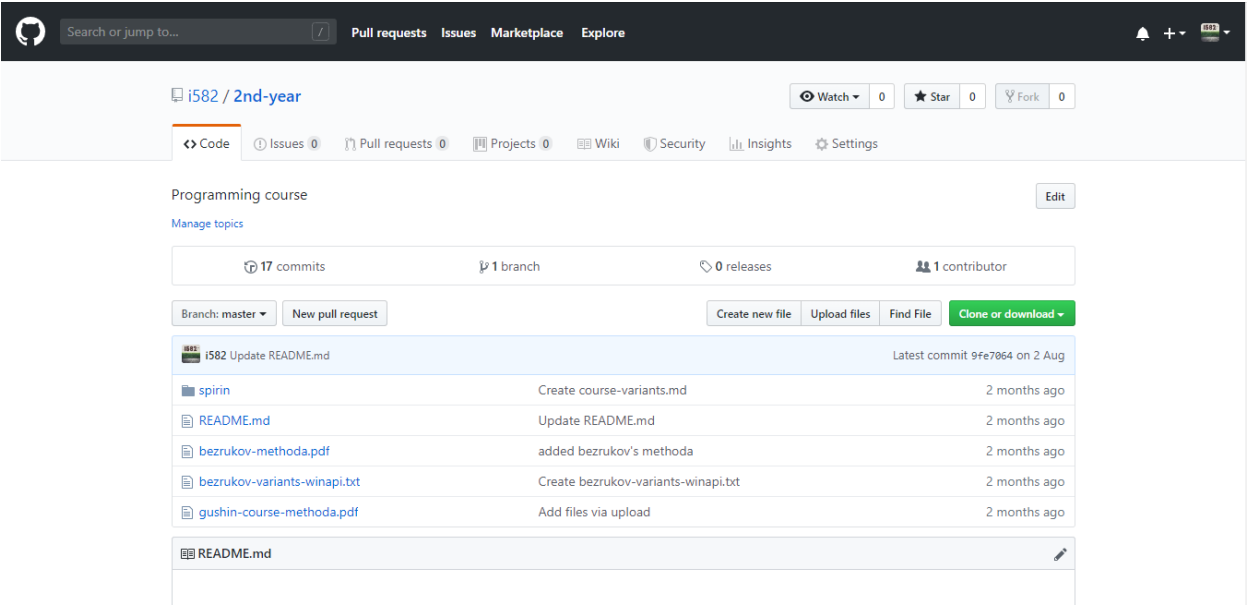 Search or jump to... / Pull requests Issues Marketplace Explore
i582 / 2nd-year Watch 0 Star 0 Fork 0
Code Issues 0 Pull requests 0 Projects 0 Wiki Security Insights Settings
Programming course Edit
Manage topics
17 commits 1 branch 0 releases 1 contributor
Branch: master New pull request Create new file Upload files Find File Clone or download
i582 Update README.md Latest commit 9fe7064 on 2 Aug
spirin Create course-variants.md 2 months ago
README.md Update README.md 2 months ago
bezrukov-methoda.pdf added bezrukov's methoda 2 months ago
bezrukov-variants-winapi.txt Create bezrukov-variants-winapi.txt 2 months ago
gushin-course-methoda.pdf Add files via upload 2 months ago
README.md